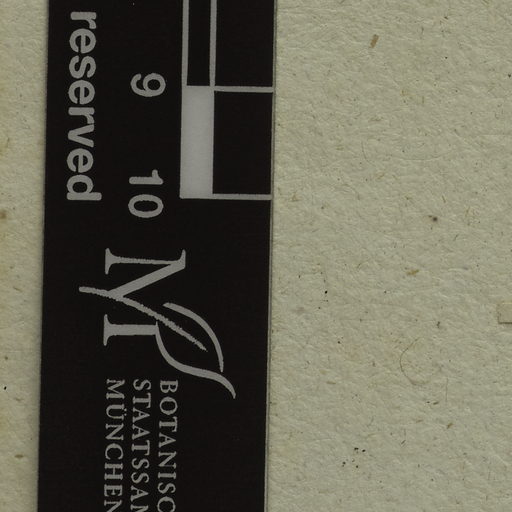 reserved
9 10
M
BOTANISC
STAATSSAM
MÜNCHEN